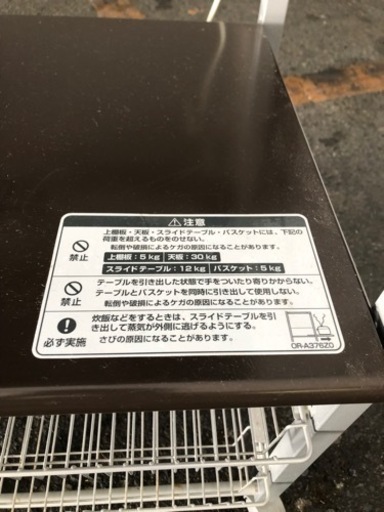 ⚠注意
上棚板・天板・スライドテーブル・バスケットには、下記の
荷重を超えるものをのせない。
転倒や破損によるケガの原因になることがあります。
上棚板：5kg 天板：30kg
スライドテーブル：12kg バスケット：5kg
禁止
テーブルを引き出した状態で手をついたり寄りかからない。
テーブルとバスケットを同時に引き出して使用しない。
転倒や破損によるケガの原因になることがあります。
禁止
炊飯などをするときは、スライドテーブルを引
き出して蒸気が外側に逃げるようにする。
さびの原因になることがあります。
必ず実施
OR-A376ZD